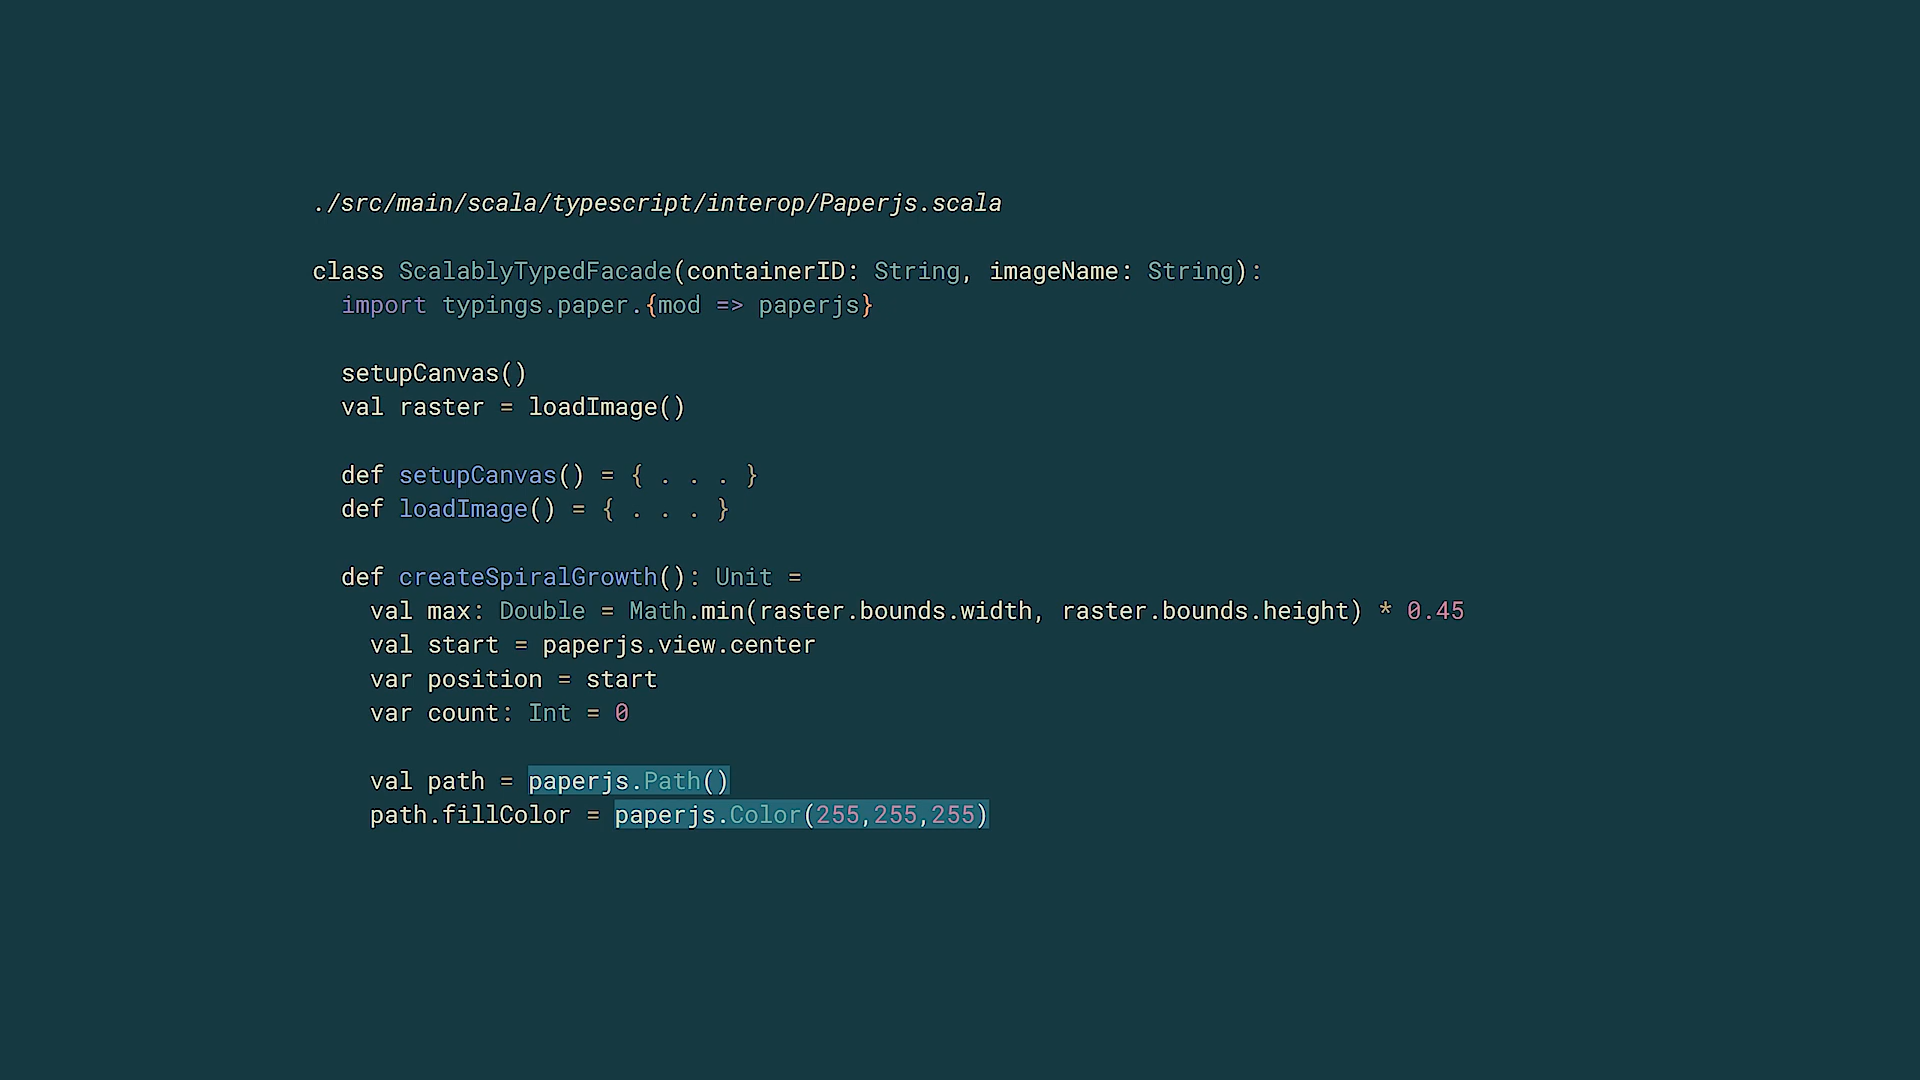 ./src/main/scala/typescript/interop/Paperjs.scala
class ScalablyTypedFacade(containerID: String, imageName: String):
import typings.paper.{mod => paperjs}
setupCanvas()
val raster = loadImage()
def setupCanvas() = { . . . }
def loadImage() = { . . . }
def createSpiralGrowth(): Unit =
val max: Double = Math.min(raster.bounds.width, raster.bounds.height) * 0.45
val start = paperjs.view.center
var position = start
var count: Int = 0
val path = paperjs.Path()
path.fillColor = paperjs.Color(255,255,255)